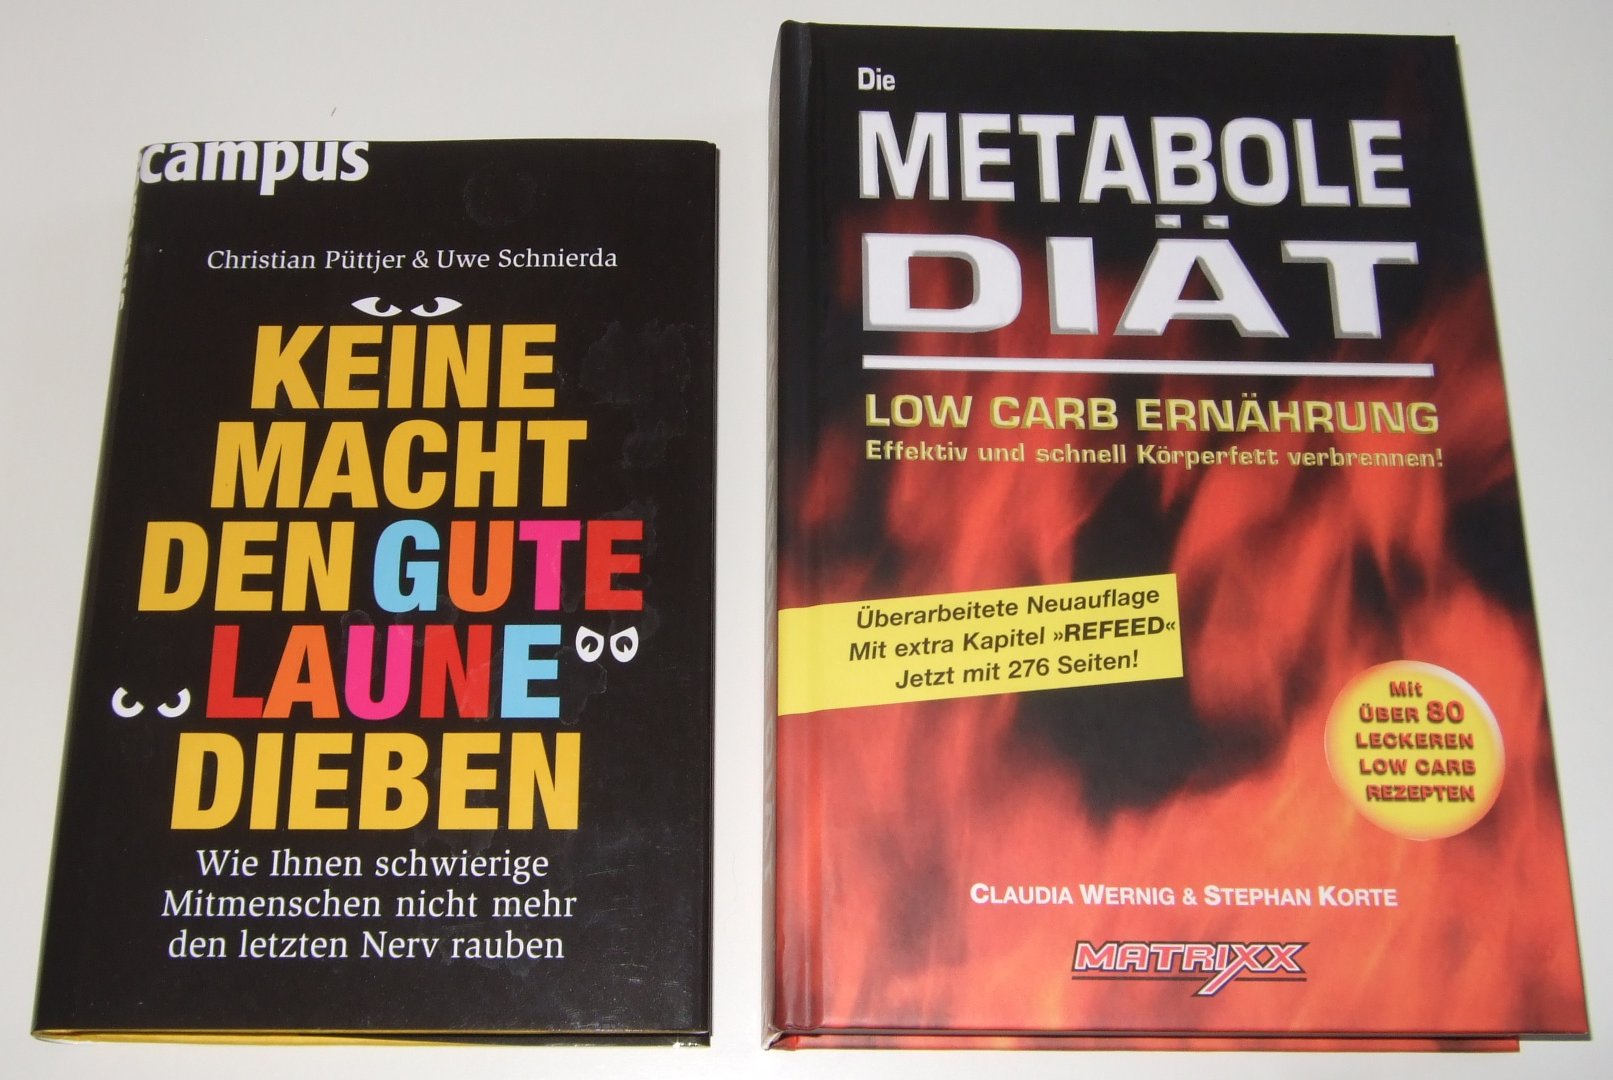 campus
Christian Püttjer & Uwe Schnierda
KEINE
MACHT
DEN GUTE
LAUNE
DIEBEN
Wie Ihnen schwierige
Mitmenschen nicht mehr
den letzten Nerv rauben
Die
METABOLE
DIÄT
LOW CARB ERNÄHRUNG
Effektiv und schnell Körperfett verbrennen!
Überarbeitete Neuauflage
Mit extra Kapitel »REFEED«
Jetzt mit 276 Seiten!
Mit
ÜBER 80
LECKEREN
LOW CARB
REZEPTEN
CLAUDIA WERNIG & STEPHAN KORTE
MATRIXX